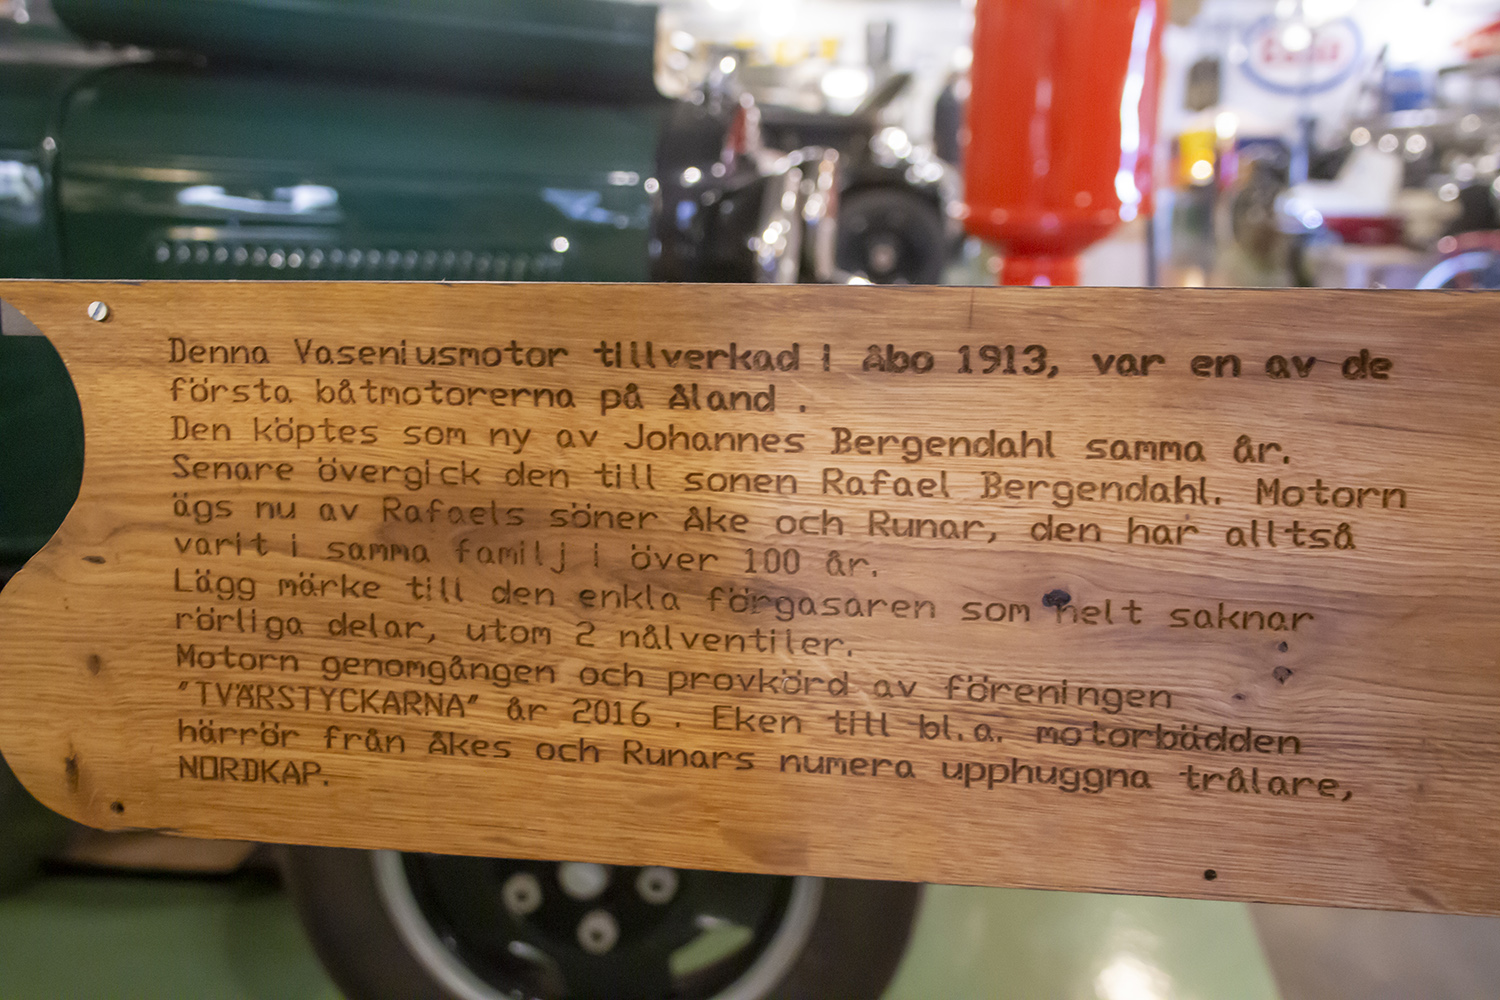 Denna Vaseniusmotor tillverkad i Åbo 1913, var en av de
första båtmotorerna på Åland .
Den köptes som ny av Johannes Bergendahl samma år.
Senare övergick den till sonen Rafael Bergendahl. Motorn
ägs nu av Rafaels söner Åke och Runar, den har alltså
varit i samma familj i över 100 år.
Lägg märke till den enkla förgasaren som helt saknar
rörliga delar, utom 2 nålventiler.
Motorn genomgången och provkörd av föreningen
"TVÄRSTYCKARNA" år 2016 . Eken till bl.a. motorbädden
härrör från Åkes och Runars numera upphuggna trålare,
NORDKAP.